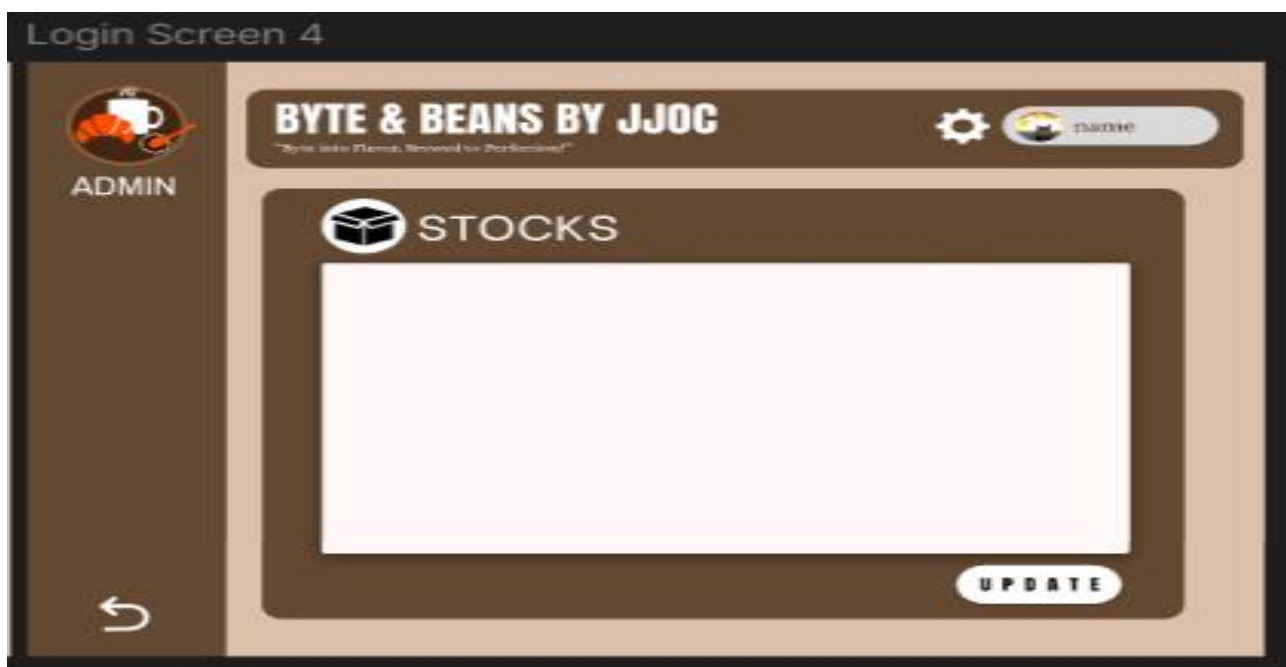 Login Screen 4
BYTE & BEANS BY JJOC
"Byte into Flavor, Brewed to Perfection!"
name
ADMIN
STOCKS
UPDATE